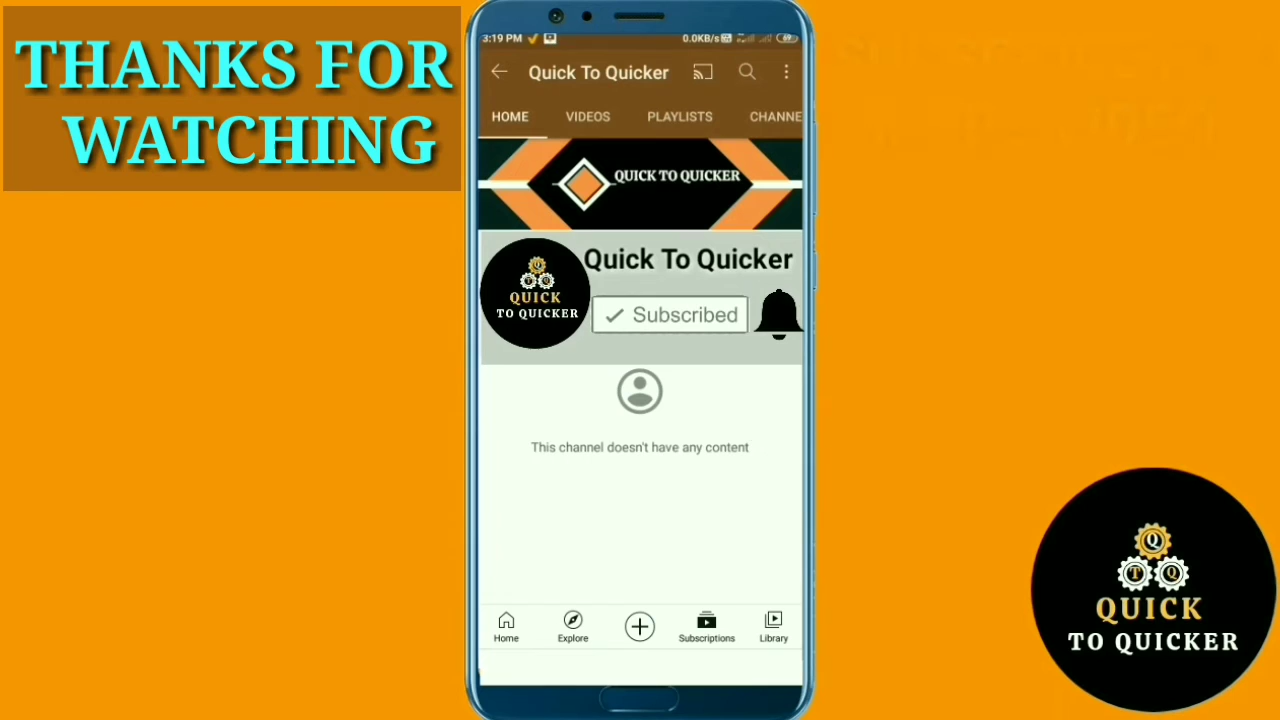 THANKS FOR
WATCHING
3:19 PM
0.0KB/s
69
Quick To Quicker
HOME
VIDEOS
PLAYLISTS
CHANNE
QUICK TO QUICKER
Quick To Quicker
QUICK
TO QUICKER
Subscribed
This channel doesn't have any content
Home
Explore
Subscriptions
Library
Q
T Q
QUICK
TO QUICKER